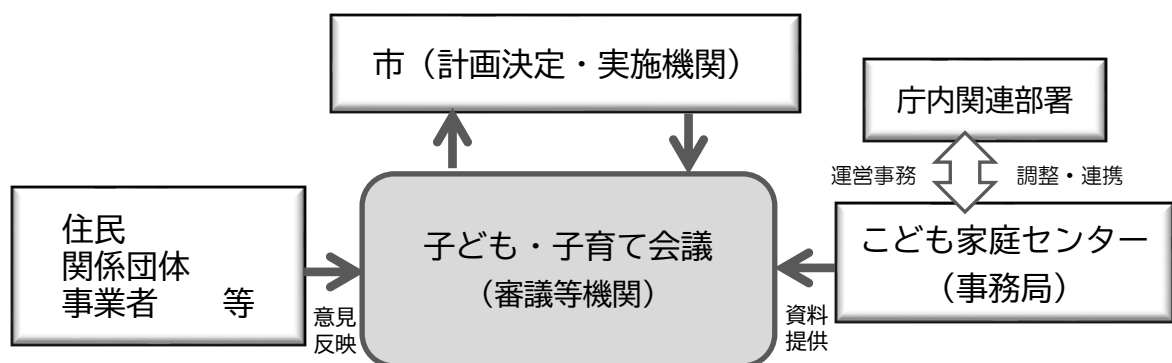 市（計画決定・実施機関）
庁内関連部署
運営事務
調整・連携
住民
関係団体
事業者　　等
意見
反映
子ども・子育て会議
（審議等機関）
資料
提供
こども家庭センター
（事務局）